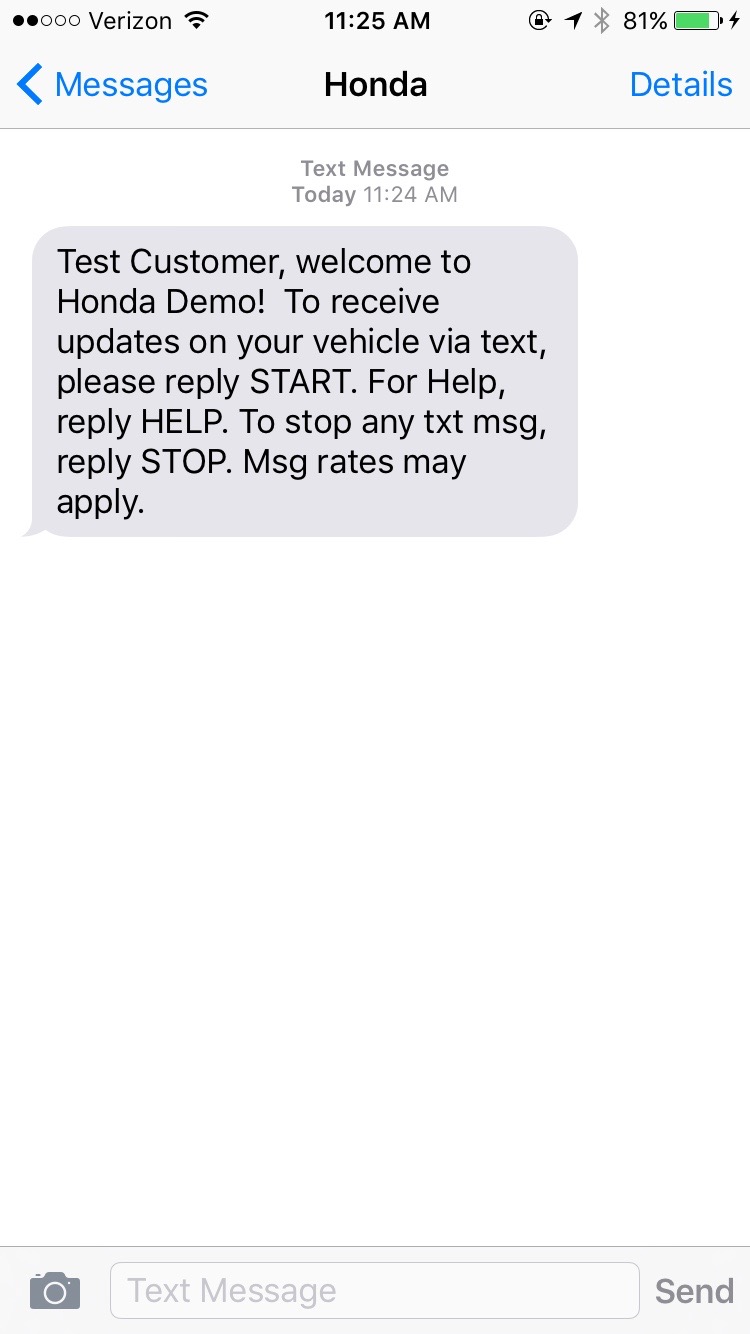 Verizon 11:25 AM 81%
Messages Honda Details
Text Message
Today 11:24 AM
Test Customer, welcome to
Honda Demo!  To receive
updates on your vehicle via text,
please reply START. For Help,
reply HELP. To stop any txt msg,
reply STOP. Msg rates may
apply.
Text Message Send